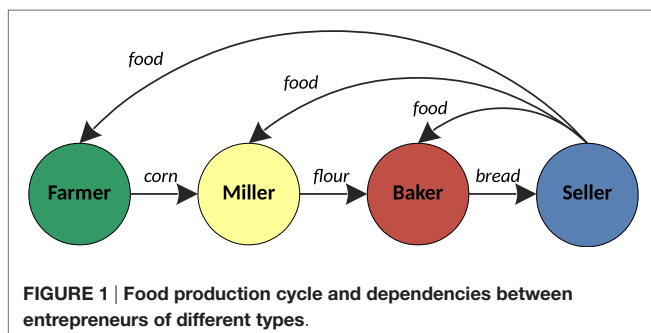 food
food
food
corn
flour
bread
Farmer
Miller
Baker
Seller
FIGURE 1 | Food production cycle and dependencies between
entrepreneurs of different types.